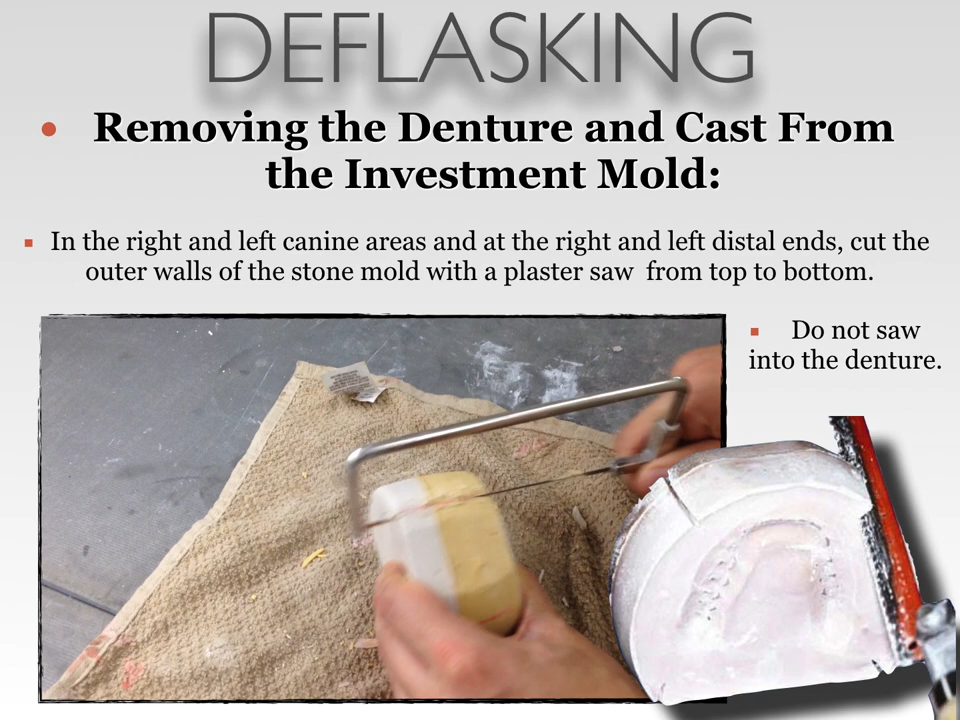 DEFLASKING
• Removing the Denture and Cast From
the Investment Mold:
▪ In the right and left canine areas and at the right and left distal ends, cut the
outer walls of the stone mold with a plaster saw from top to bottom.
▪ Do not saw
into the denture.